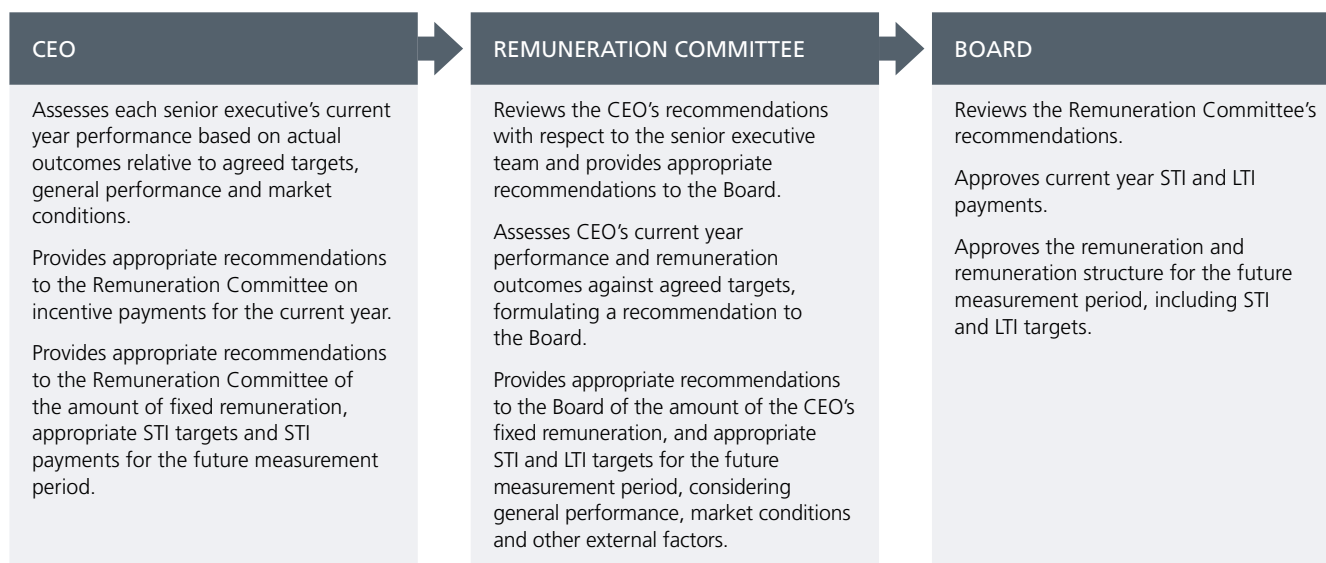 CEO
Assesses each senior executive's current
year performance based on actual
outcomes relative to agreed targets,
general performance and market
conditions.
Provides appropriate recommendations
to the Remuneration Committee on
incentive payments for the current year.
Provides appropriate recommendations
to the Remuneration Committee of
the amount of fixed remuneration,
appropriate STI targets and STI
payments for the future measurement
period.
REMUNERATION COMMITTEE
Reviews the CEO's recommendations
with respect to the senior executive
team and provides appropriate
recommendations to the Board.
Assesses CEO's current year
performance and remuneration
outcomes against agreed targets,
formulating a recommendation to
the Board.
Provides appropriate recommendations
to the Board of the amount of the CEO's
fixed remuneration, and appropriate
STI and LTI targets for the future
measurement period, considering
general performance, market conditions
and other external factors.
BOARD
Reviews the Remuneration Committee's
recommendations.
Approves current year STI and LTI
payments.
Approves the remuneration and
remuneration structure for the future
measurement period, including STI
and LTI targets.